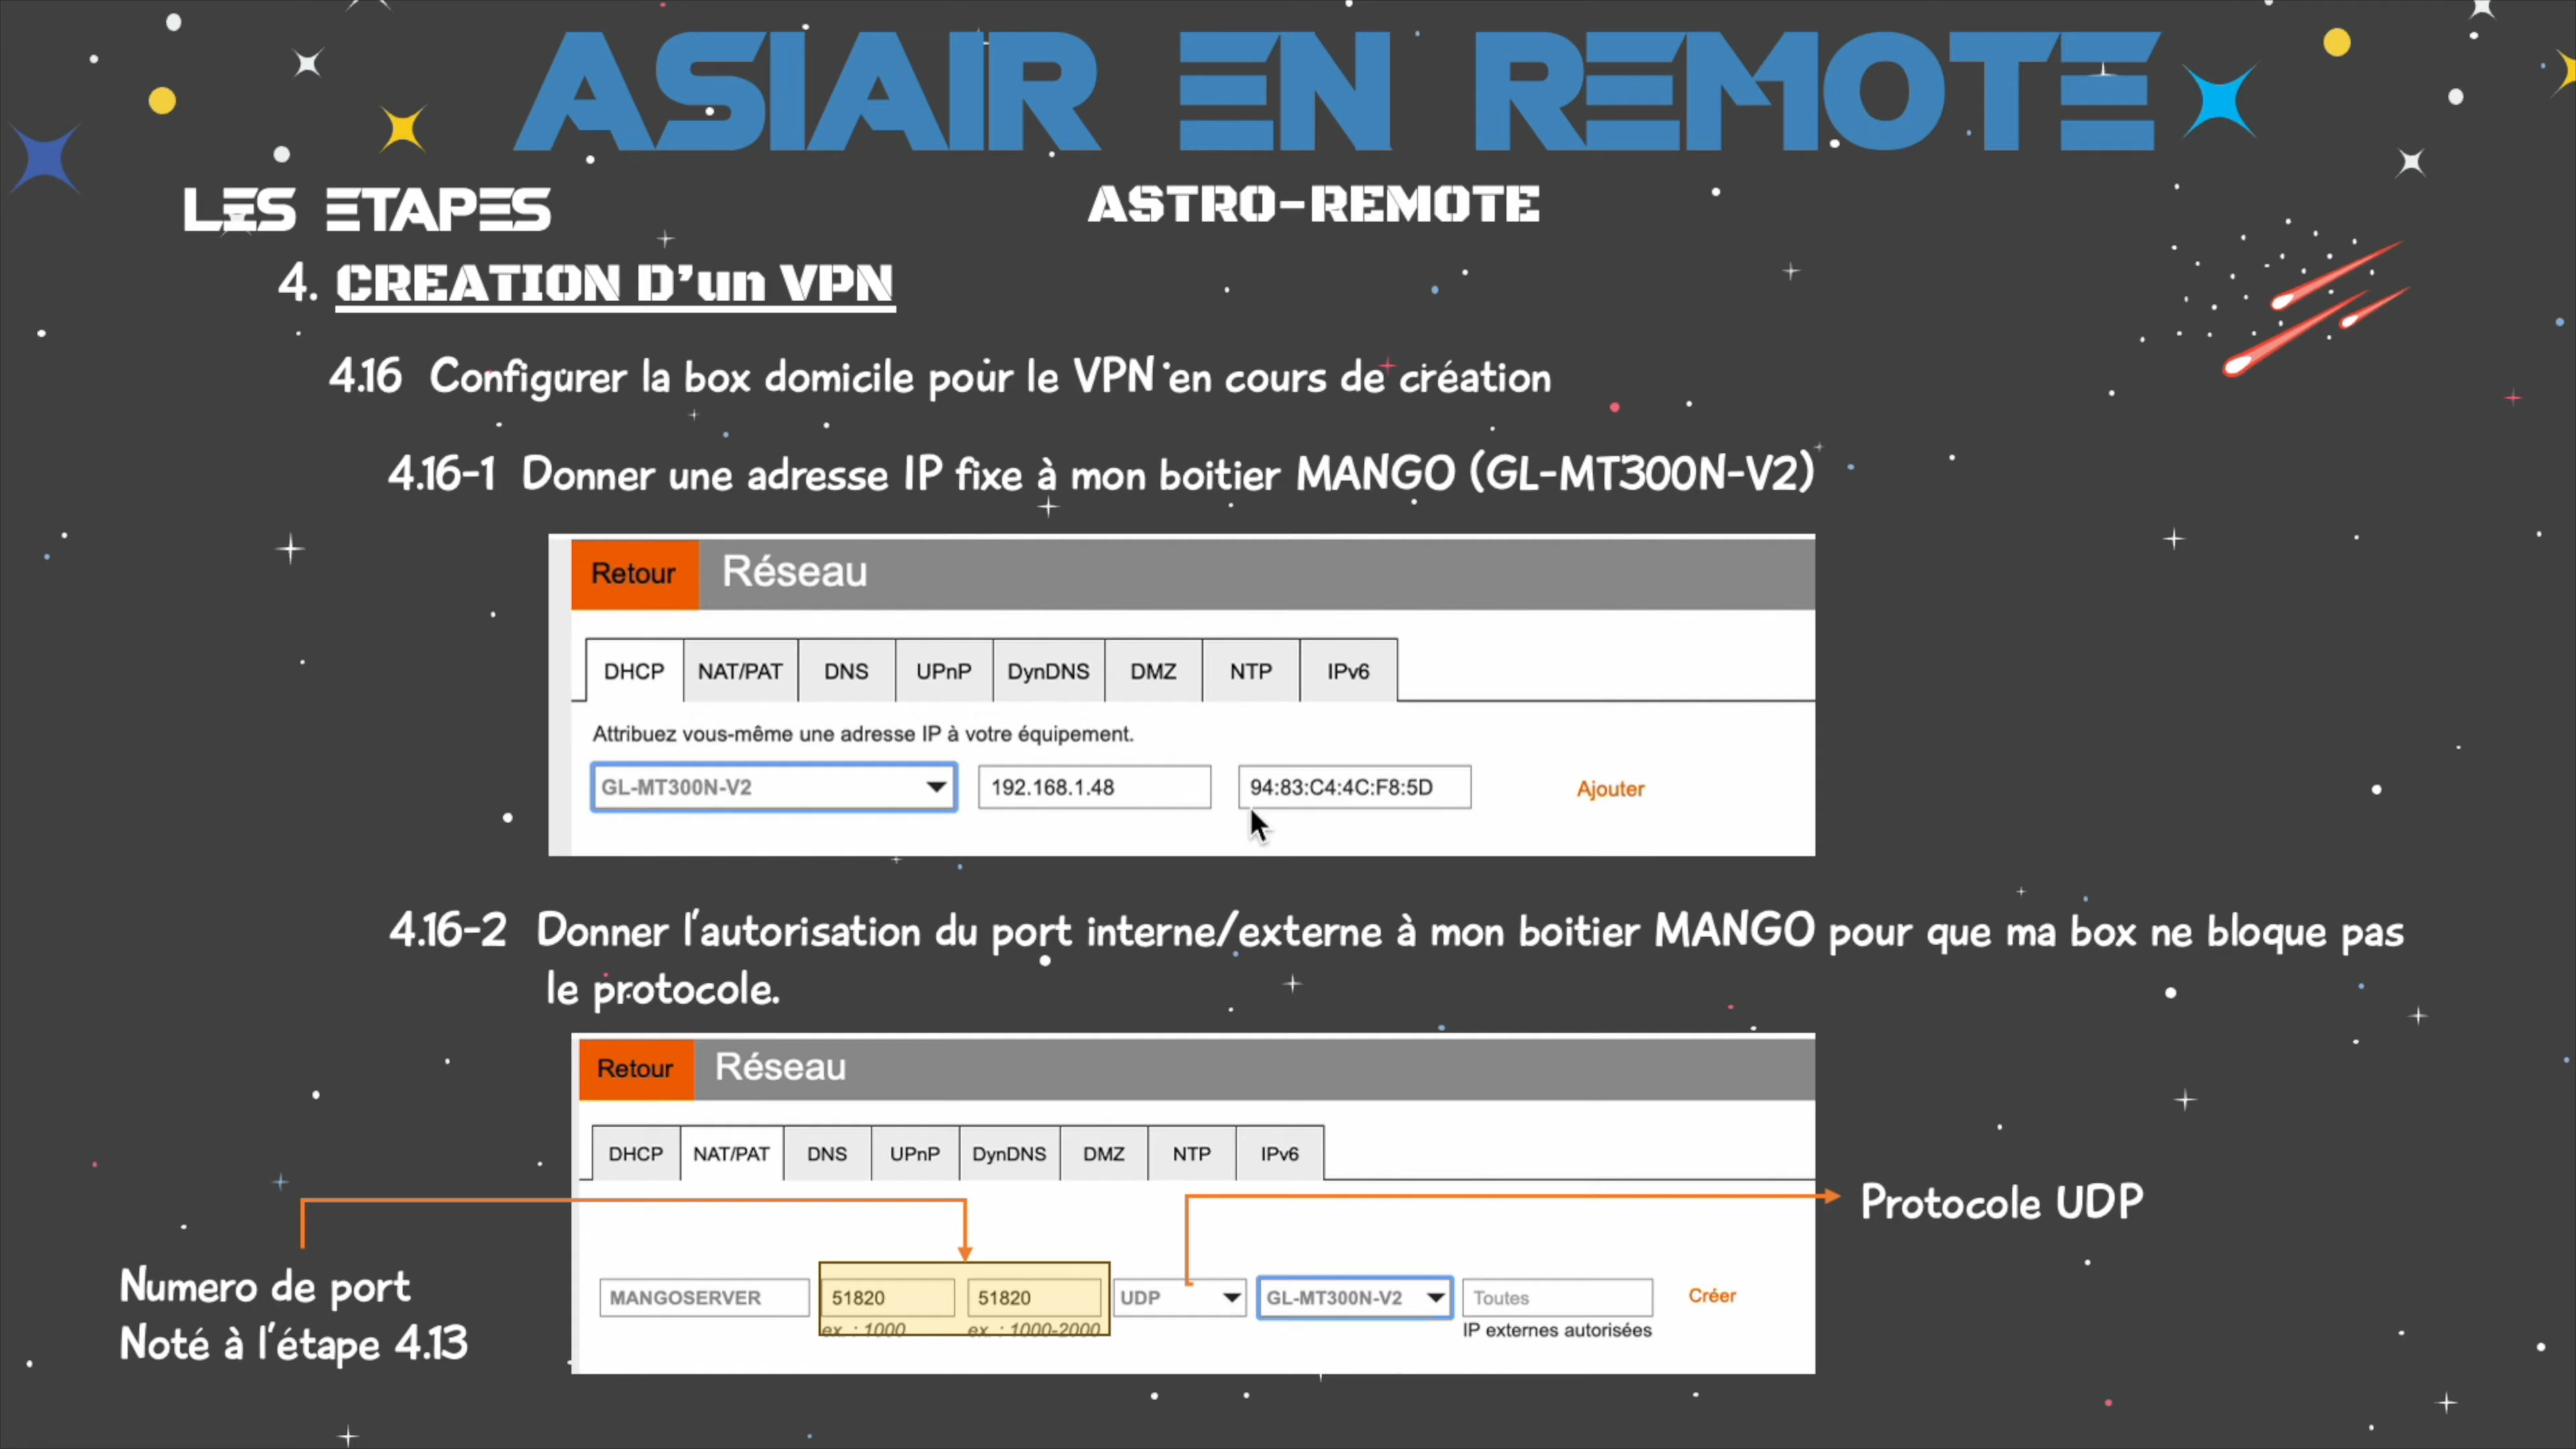 ASIAIR EN REMOTE
LES ETAPES
ASTRO-REMOTE
4. CREATION D'un VPN
4.16 Configurer la box domicile pour le VPN en cours de création
4.16-1 Donner une adresse IP fixe à mon boitier MANGO (GL-MT300N-V2)
Retour Réseau
DHCP NAT/PAT DNS UPnP DynDNS DMZ NTP IPv6
Attribuez vous-même une adresse IP à votre équipement.
GL-MT300N-V2 192.168.1.48 94:83:C4:4C:F8:5D Ajouter
4.16-2 Donner l'autorisation du port interne/externe à mon boitier MANGO pour que ma box ne bloque pas
le protocole.
Retour Réseau
DHCP NAT/PAT DNS UPnP DynDNS DMZ NTP IPv6
Protocole UDP
Numero de port
Noté à l'étape 4.13
MANGOSERVER 51820 51820 UDP GL-MT300N-V2 Toutes Créer
ex. : 1000 ex. : 1000-2000 IP externes autorisées